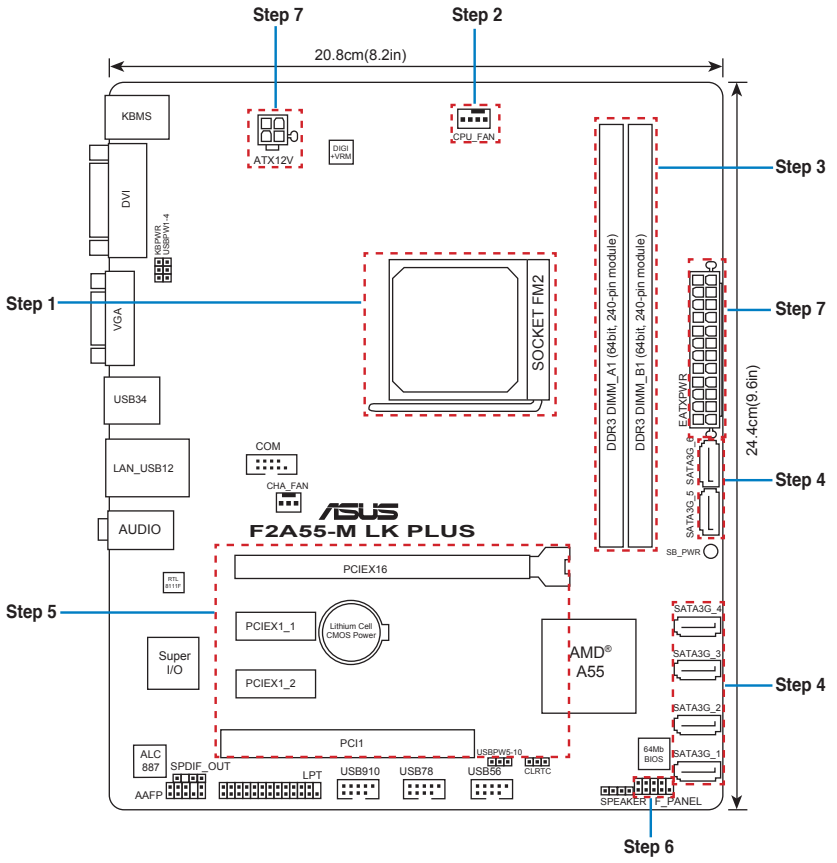 Step 7
Step 2
20.8cm(8.2in)
KBMS
ATX12V
DIGI
+VRM
CPU_FAN
Step 3
DVI
KBPWR
USBPW1-4
Step 1
VGA
SOCKET FM2
DDR3 DIMM_A1 (64bit, 240-pin module)
DDR3 DIMM_B1 (64bit, 240-pin module)
EATXPWR
Step 7
24.4cm(9.6in)
USB34
COM
LAN_USB12
CHA_FAN
SATA3G_6
SATA3G_5
Step 4
AUDIO
ASUS
F2A55-M LK PLUS
SB_PWR
PCIEX16
RTL
8111F
Step 5
PCIEX1_1
Lithium Cell
CMOS Power
Super
I/O
PCIEX1_2
AMD®
A55
SATA3G_4
SATA3G_3
Step 4
SATA3G_2
SATA3G_1
PCI1
USBPW5-10
CLRTC
64Mb
BIOS
ALC
887
SPDIF_OUT
AAFP
LPT
USB910
USB78
USB56
SPEAKER
F_PANEL
Step 6